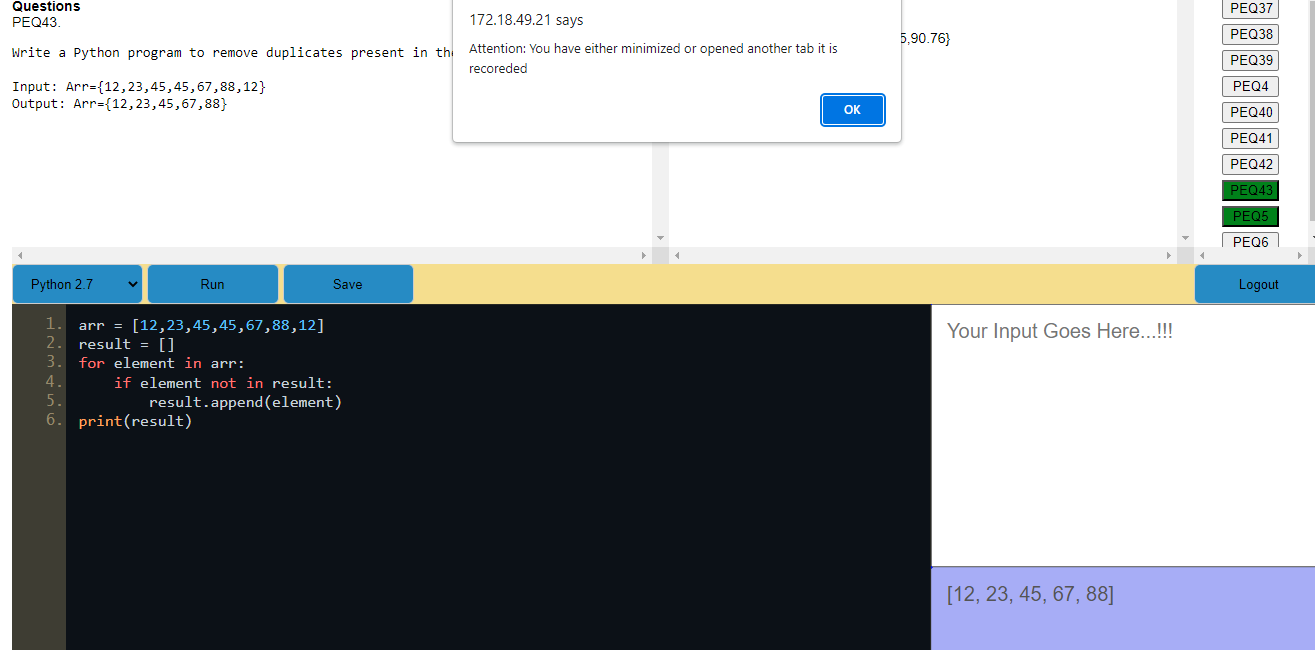 Questions
PEQ43.
Write a Python program to remove duplicates present in the
Input: Arr={12,23,45,45,67,88,12}
Output: Arr={12,23,45,67,88}
172.18.49.21 says
Attention: You have either minimized or opened another tab it is
recoreded
OK
5,90.76}
PEQ37
PEQ38
PEQ39
PEQ4
PEQ40
PEQ41
PEQ42
PEQ43
PEQ5
PEQ6
Python 2.7
Run
Save
Logout
1. arr = [12,23,45,45,67,88,12]
2. result = []
3. for element in arr:
4. if element not in result:
5. result.append(element)
6. print(result)
Your Input Goes Here...!!!
[12, 23, 45, 67, 88]